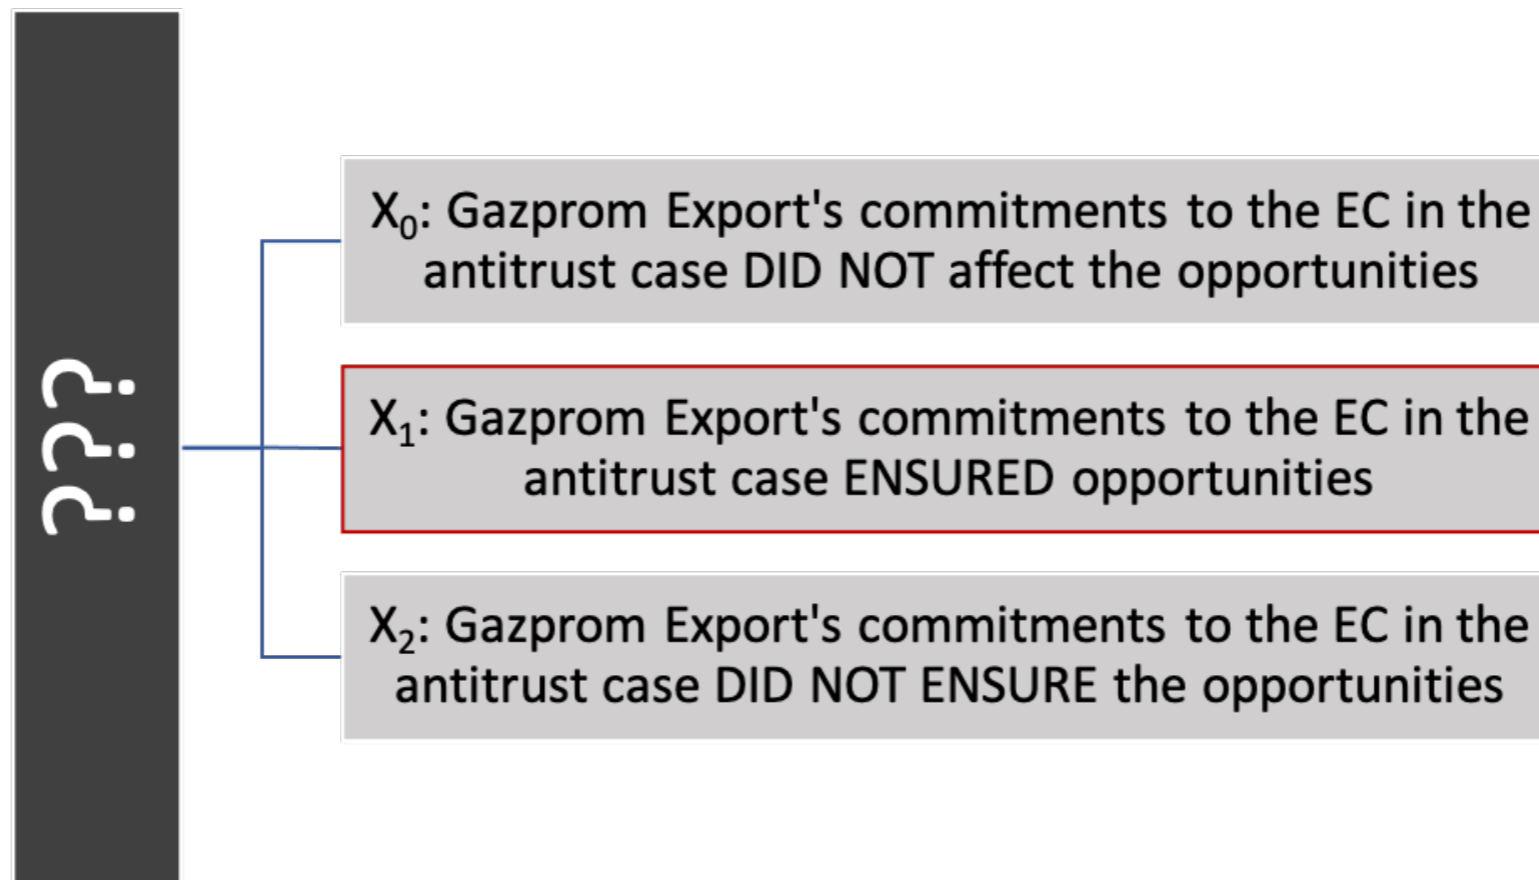 ???
X₀: Gazprom Export's commitments to the EC in the
antitrust case DID NOT affect the opportunities
X₁: Gazprom Export's commitments to the EC in the
antitrust case ENSURED opportunities
X₂: Gazprom Export's commitments to the EC in the
antitrust case DID NOT ENSURE the opportunities